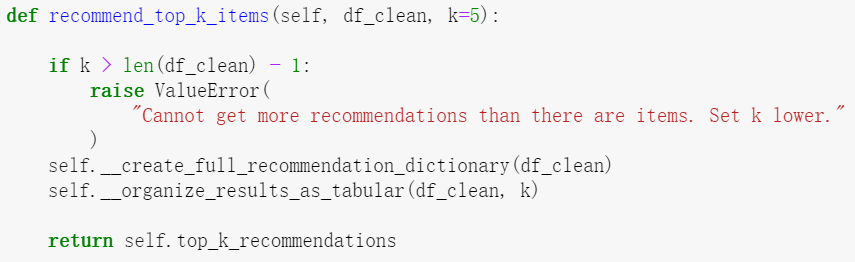 def recommend_top_k_items(self, df_clean, k=5):
if k > len(df_clean) - 1:
raise ValueError(
"Cannot get more recommendations than there are items. Set k lower."
)
self.__create_full_recommendation_dictionary(df_clean)
self.__organize_results_as_tabular(df_clean, k)
return self.top_k_recommendations